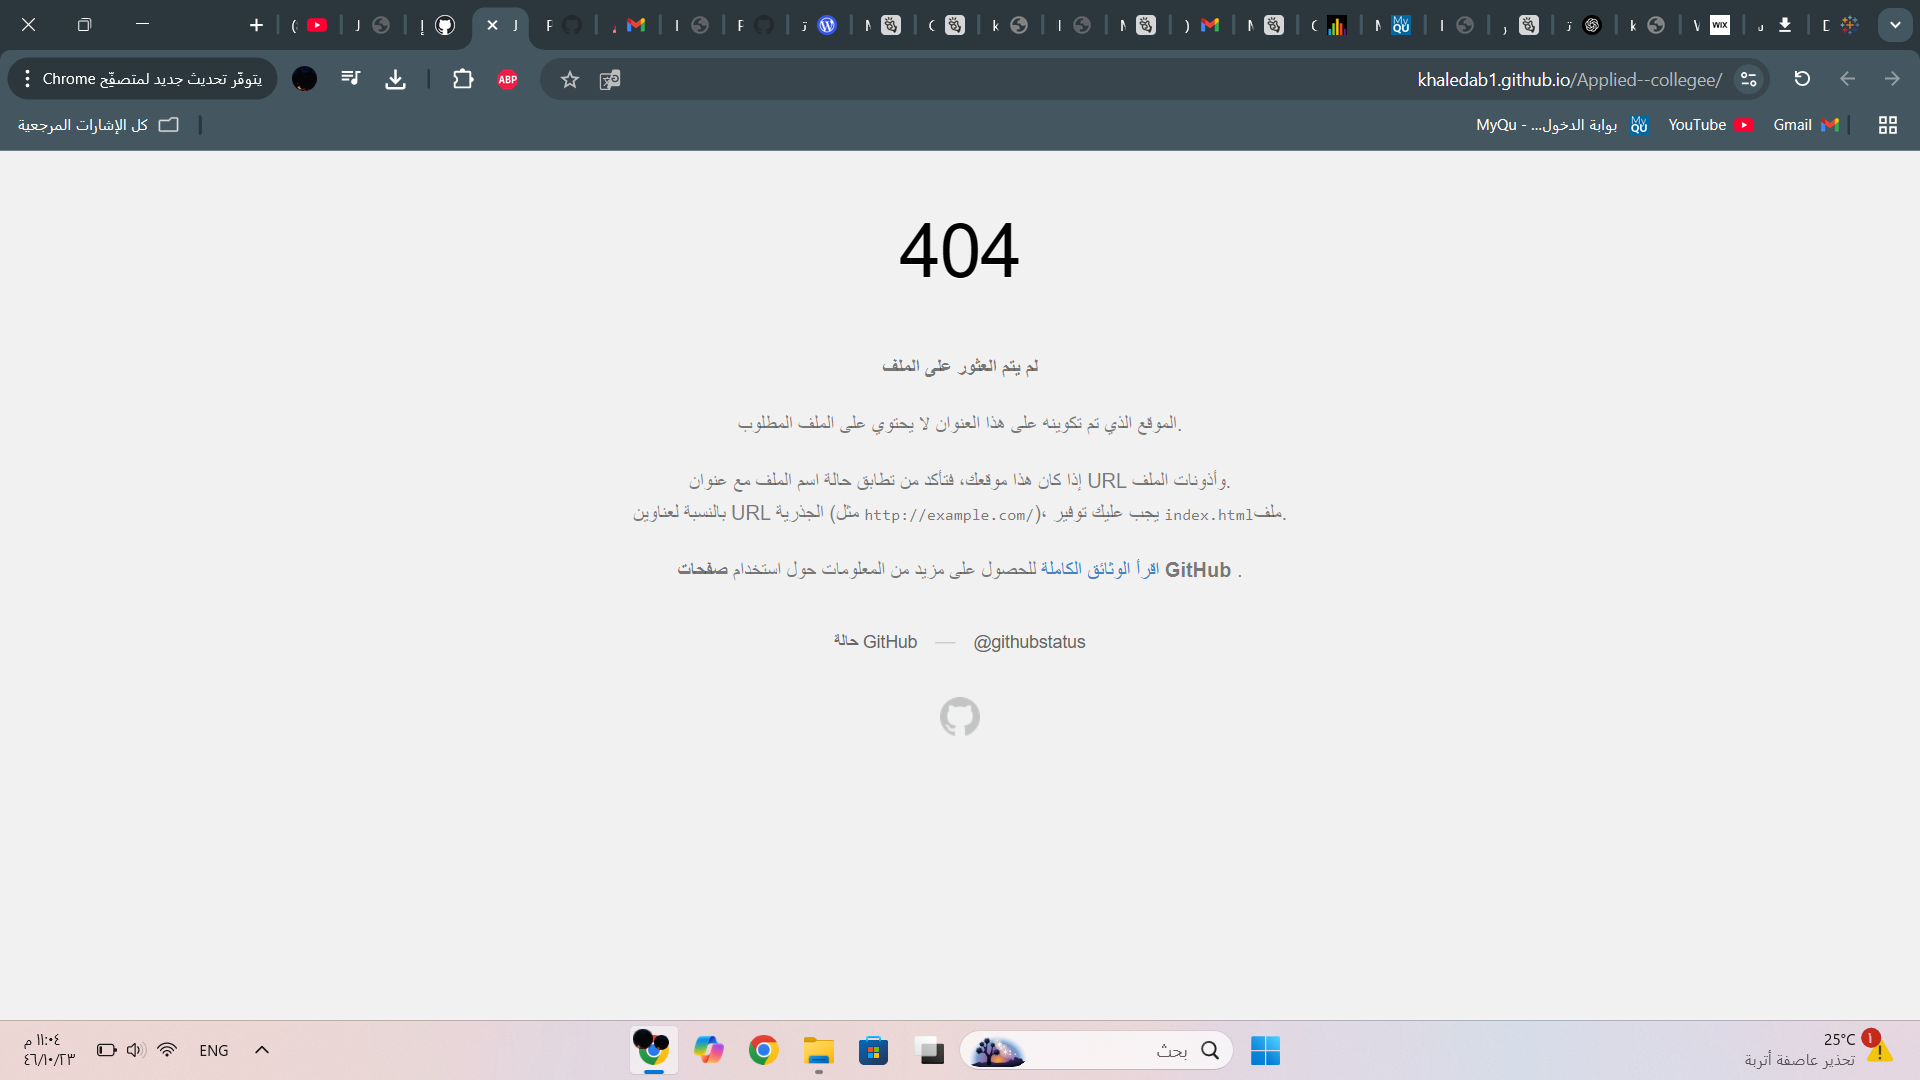 khaledab1.github.io/Applied--collegee/
ABP
يتوفّر تحديث جديد لمتصفّح Chrome
Gmail
YouTube
بوابة الدخول... - MyQu
كل الإشارات المرجعية
404
لم يتم العثور على الملف
الموقع الذي تم تكوينه على هذا العنوان لا يحتوي على الملف المطلوب.
إذا كان هذا موقعك، فتأكد من تطابق حالة اسم الملف مع عنوان URL وأذونات الملف.
بالنسبة لعناوين URL الجذرية (مثل http://example.com/)، يجب عليك توفير index.htmlملف.
اقرأ الوثائق الكاملة للحصول على مزيد من المعلومات حول استخدام صفحات GitHub .
حالة GitHub — @githubstatus
25°C
تحذير عاصفة أتربة
١
بحث
ENG
١١:٠٤ م
٤٦/١٠/٢٣